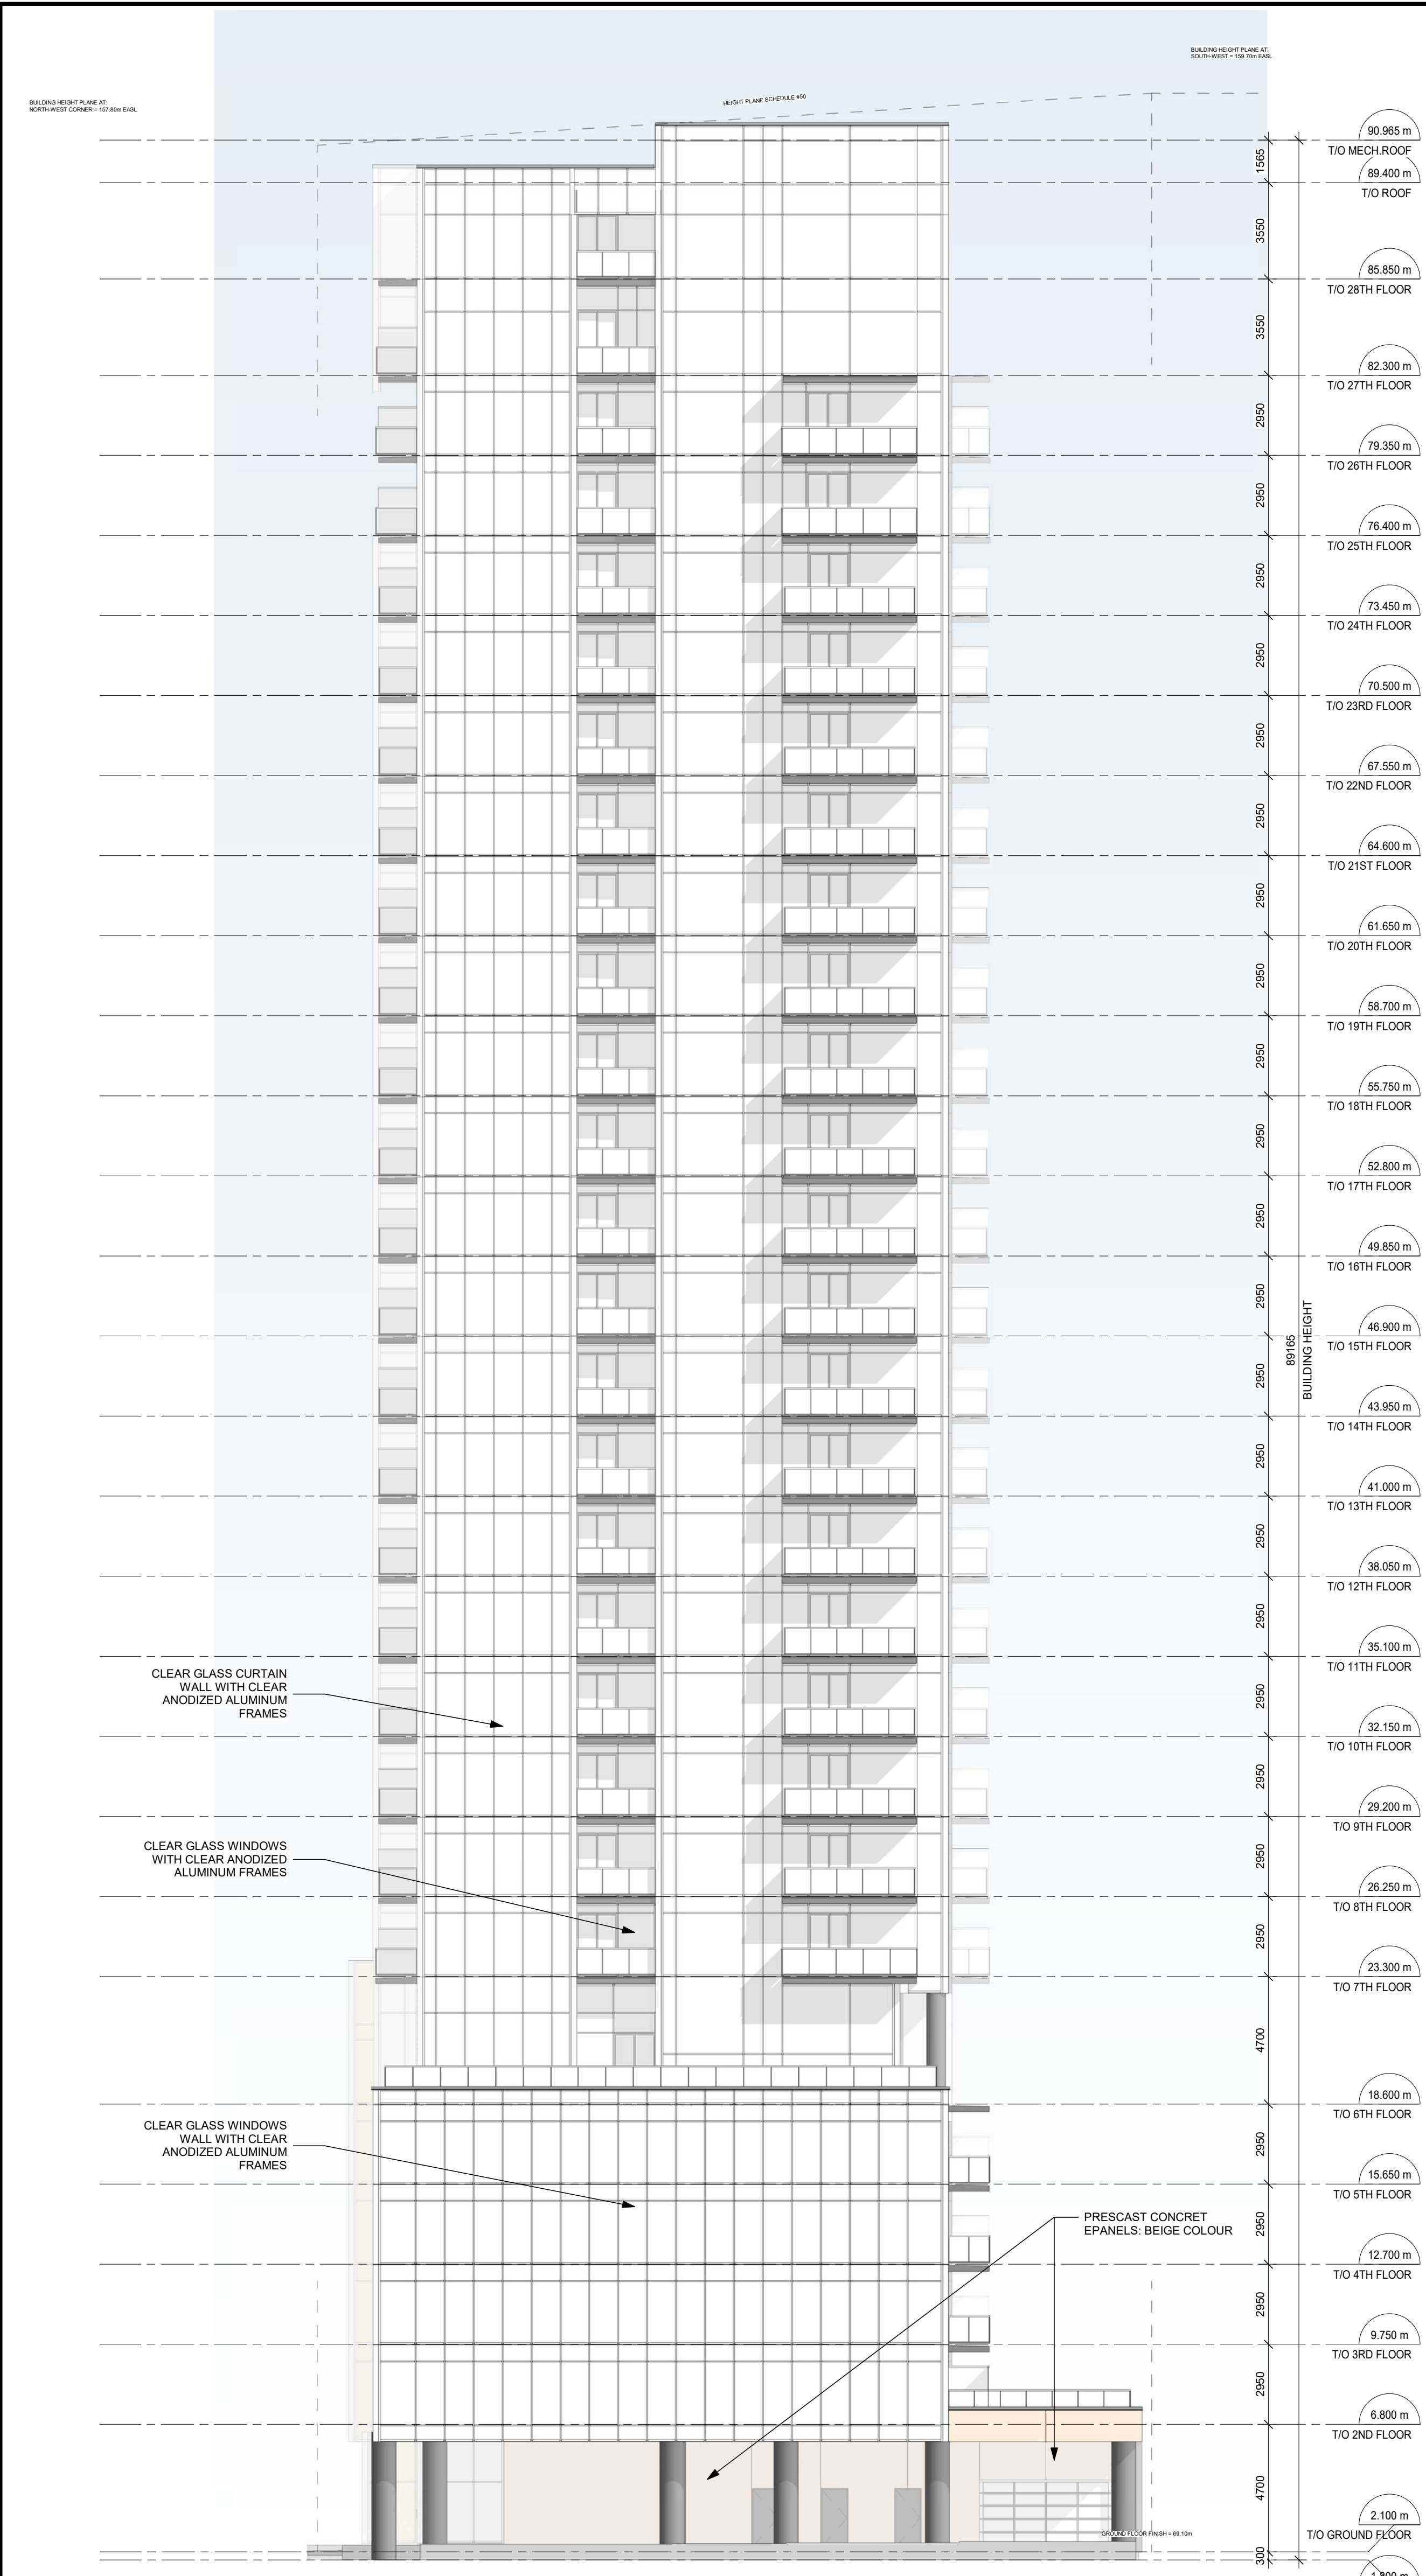 BUILDING HEIGHT PLANE AT:
SOUTH-WEST = 159.70m EASL
BUILDING HEIGHT PLANE AT:
NORTH-WEST CORNER = 157.80m EASL
HEIGHT PLANE SCHEDULE #50
90.965 m
T/O MECH.ROOF
1565
89.400 m
T/O ROOF
3550
85.850 m
T/O 28TH FLOOR
3550
82.300 m
T/O 27TH FLOOR
2950
79.350 m
T/O 26TH FLOOR
2950
76.400 m
T/O 25TH FLOOR
2950
73.450 m
T/O 24TH FLOOR
2950
70.500 m
T/O 23RD FLOOR
2950
67.550 m
T/O 22ND FLOOR
2950
64.600 m
T/O 21ST FLOOR
2950
61.650 m
T/O 20TH FLOOR
2950
58.700 m
T/O 19TH FLOOR
2950
55.750 m
T/O 18TH FLOOR
2950
52.800 m
T/O 17TH FLOOR
2950
49.850 m
T/O 16TH FLOOR
2950
89165
BUILDING HEIGHT
46.900 m
T/O 15TH FLOOR
2950
43.950 m
T/O 14TH FLOOR
2950
41.000 m
T/O 13TH FLOOR
2950
38.050 m
T/O 12TH FLOOR
2950
35.100 m
T/O 11TH FLOOR
CLEAR GLASS CURTAIN
WALL WITH CLEAR
ANODIZED ALUMINUM
FRAMES
2950
32.150 m
T/O 10TH FLOOR
2950
29.200 m
T/O 9TH FLOOR
CLEAR GLASS WINDOWS
WITH CLEAR ANODIZED
ALUMINUM FRAMES
2950
26.250 m
T/O 8TH FLOOR
2950
23.300 m
T/O 7TH FLOOR
4700
18.600 m
T/O 6TH FLOOR
CLEAR GLASS WINDOWS
WALL WITH CLEAR
ANODIZED ALUMINUM
FRAMES
2950
15.650 m
T/O 5TH FLOOR
PRESCAST CONCRET
EPANELS: BEIGE COLOUR
2950
12.700 m
T/O 4TH FLOOR
2950
9.750 m
T/O 3RD FLOOR
2950
6.800 m
T/O 2ND FLOOR
4700
2.100 m
T/O GROUND FLOOR
GROUND FLOOR FINISH = 69.10m
300